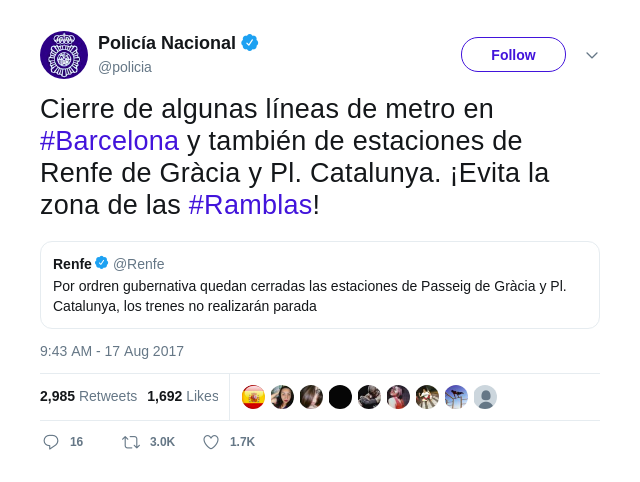 Policía Nacional
@policia
Follow
Cierre de algunas líneas de metro en
#Barcelona y también de estaciones de
Renfe de Gràcia y Pl. Catalunya. ¡Evita la
zona de las #Ramblas!
Renfe @Renfe
Por ordren gubernativa quedan cerradas las estaciones de Passeig de Gràcia y Pl.
Catalunya, los trenes no realizarán parada
9:43 AM - 17 Aug 2017
2,985 Retweets 1,692 Likes
16 3.0K 1.7K